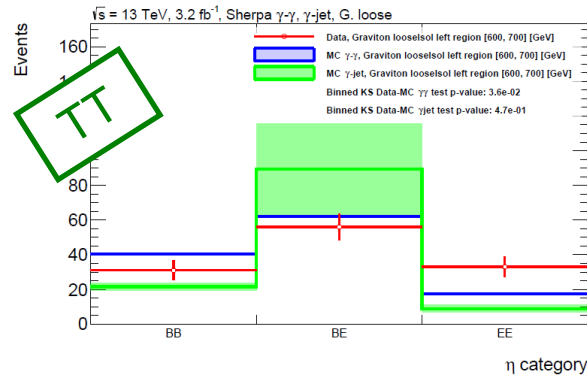 √s = 13 TeV, 3.2 fb⁻¹, Sherpa γ-γ, γ-jet, G. loose
Events
160
Data, Graviton looseIsol left region [600, 700] [GeV]
MC γ-γ, Graviton looseIsol left region [600, 700] [GeV]
MC γ-jet, Graviton looseIsol left region [600, 700] [GeV]
Binned KS Data-MC γγ test p-value: 3.6e-02
Binned KS Data-MC γjet test p-value: 4.7e-01
TT
80
60
40
20
0
BB BE EE
η category